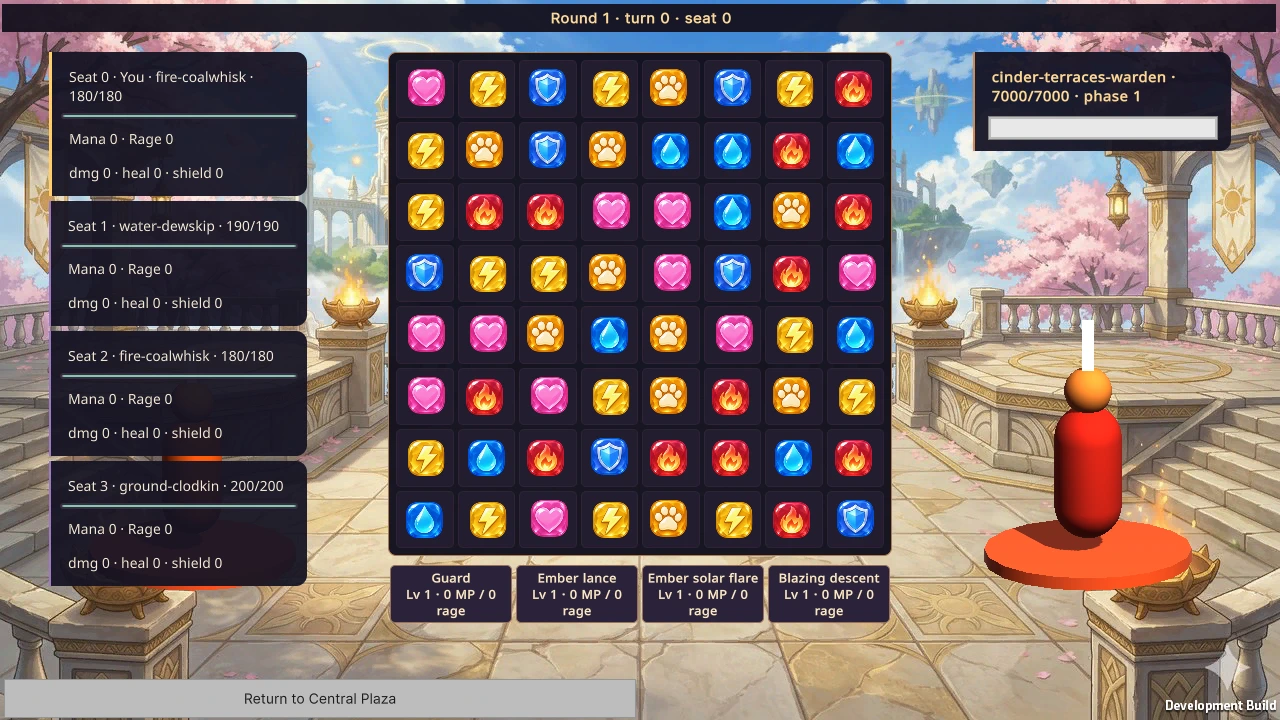 Round 1 · turn 0 · seat 0
Seat 0 · You · fire-coalwhisk ·
180/180
Mana 0 · Rage 0
dmg 0 · heal 0 · shield 0
Seat 1 · water-dewskip · 190/190
Mana 0 · Rage 0
dmg 0 · heal 0 · shield 0
Seat 2 · fire-coalwhisk · 180/180
Mana 0 · Rage 0
dmg 0 · heal 0 · shield 0
Seat 3 · ground-clodkin · 200/200
Mana 0 · Rage 0
dmg 0 · heal 0 · shield 0
cinder-terraces-warden ·
7000/7000 · phase 1
Guard
Lv 1 · 0 MP / 0
rage
Ember lance
Lv 1 · 0 MP / 0
rage
Ember solar flare
Lv 1 · 0 MP / 0
rage
Blazing descent
Lv 1 · 0 MP / 0
rage
Return to Central Plaza
Development Build